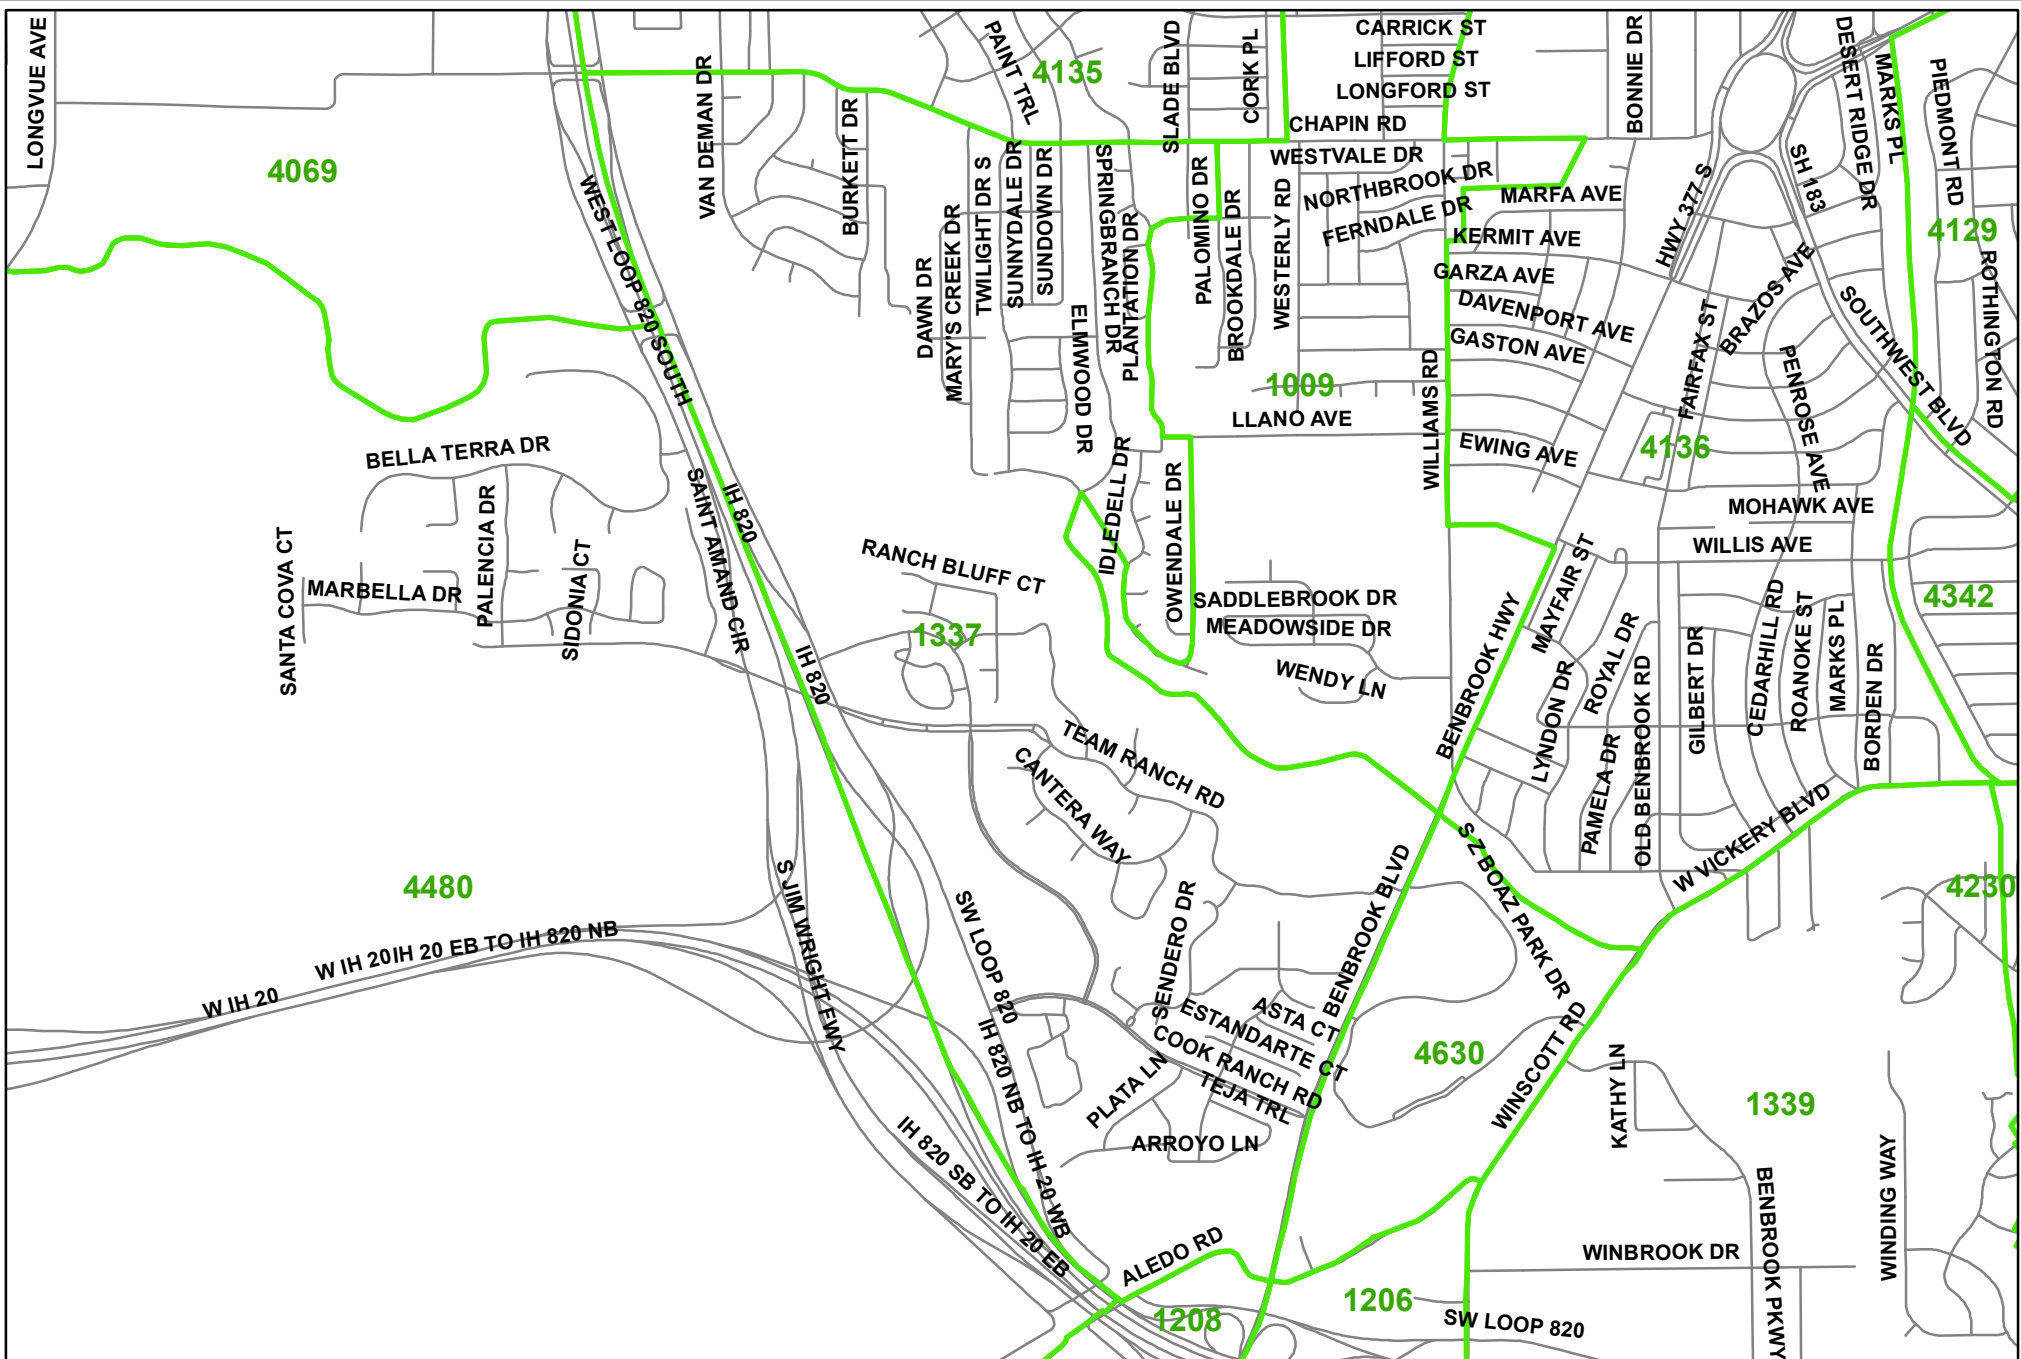 LONGVUE AVE
4069
VAN DEMAN DR
BURKETT DR
PAINT TRL
4135
SLADE BLVD
CORK PL
CARRICK ST
LIFFORD ST
LONGFORD ST
CHAPIN RD
WESTVALE DR
NORTHBROOK DR
FERNDALE DR
BONNIE DR
MARFA AVE
KERMIT AVE
GARZA AVE
DAVENPORT AVE
GASTON AVE
HWY 377 S
SH 183
DESERT RIDGE DR
MARKS PL
PIEDMONT RD
4129
ROTHINGTON RD
SOUTHWEST BLVD
BRAZOS AVE
FAIRFAX ST
PENROSE AVE
4136
WEST LOOP 820 SOUTH
DAWN DR
MARY'S CREEK DR
TWILIGHT DR S
SUNNYDALE DR
SUNDOWN DR
SPRINGBRANCH DR
PLANTATION DR
ELMWOOD DR
PALOMINO DR
BROOKDALE DR
WESTERLY RD
1009
LLANO AVE
WILLIAMS RD
EWING AVE
MOHAWK AVE
WILLIS AVE
4342
BELLA TERRA DR
PALENCIA DR
SANTA COVA CT
MARBELLA DR
SIDONIA CT
SAINT AMAND CIR
IH 820
IH 820
RANCH BLUFF CT
1337
IDLEDELL DR
OWENDALE DR
SADDLEBROOK DR
MEADOWSIDE DR
WENDY LN
BENBROOK HWY
MAYFAIR ST
LYNDON DR
ROYAL DR
PAMELA DR
OLD BENBROOK RD
GILBERT DR
CEDARHILL RD
ROANOKE ST
MARKS PL
BORDEN DR
TEAM RANCH RD
CANTERA WAY
W VICKERY BLVD
4230
4480
S JIM WRIGHT FWY
W IH 20
IH 20 EB TO IH 820 NB
W IH 20
SW LOOP 820
SENDERO DR
BENBROOK BLVD
S Z BOAZ PARK DR
ASTA CT
ESTANDARTE CT
COOK RANCH RD
TEJA TRL
PLATA LN
ARROYO LN
4630
WINSCOTT RD
KATHY LN
1339
IH 820 NB TO IH 20 WB
IH 820 SB TO IH 20 EB
ALEDO RD
1208
1206
SW LOOP 820
WINBROOK DR
BENBROOK PKWY
WINDING WAY